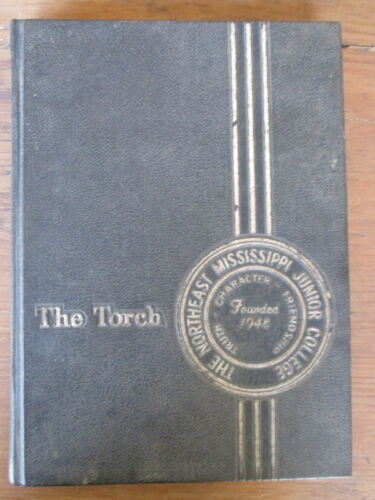 The Torch
THE NORTHEAST MISSISSIPPI JUNIOR COLLEGE
TRUTH CHARACTER FRIENDSHIP
Founded
1948